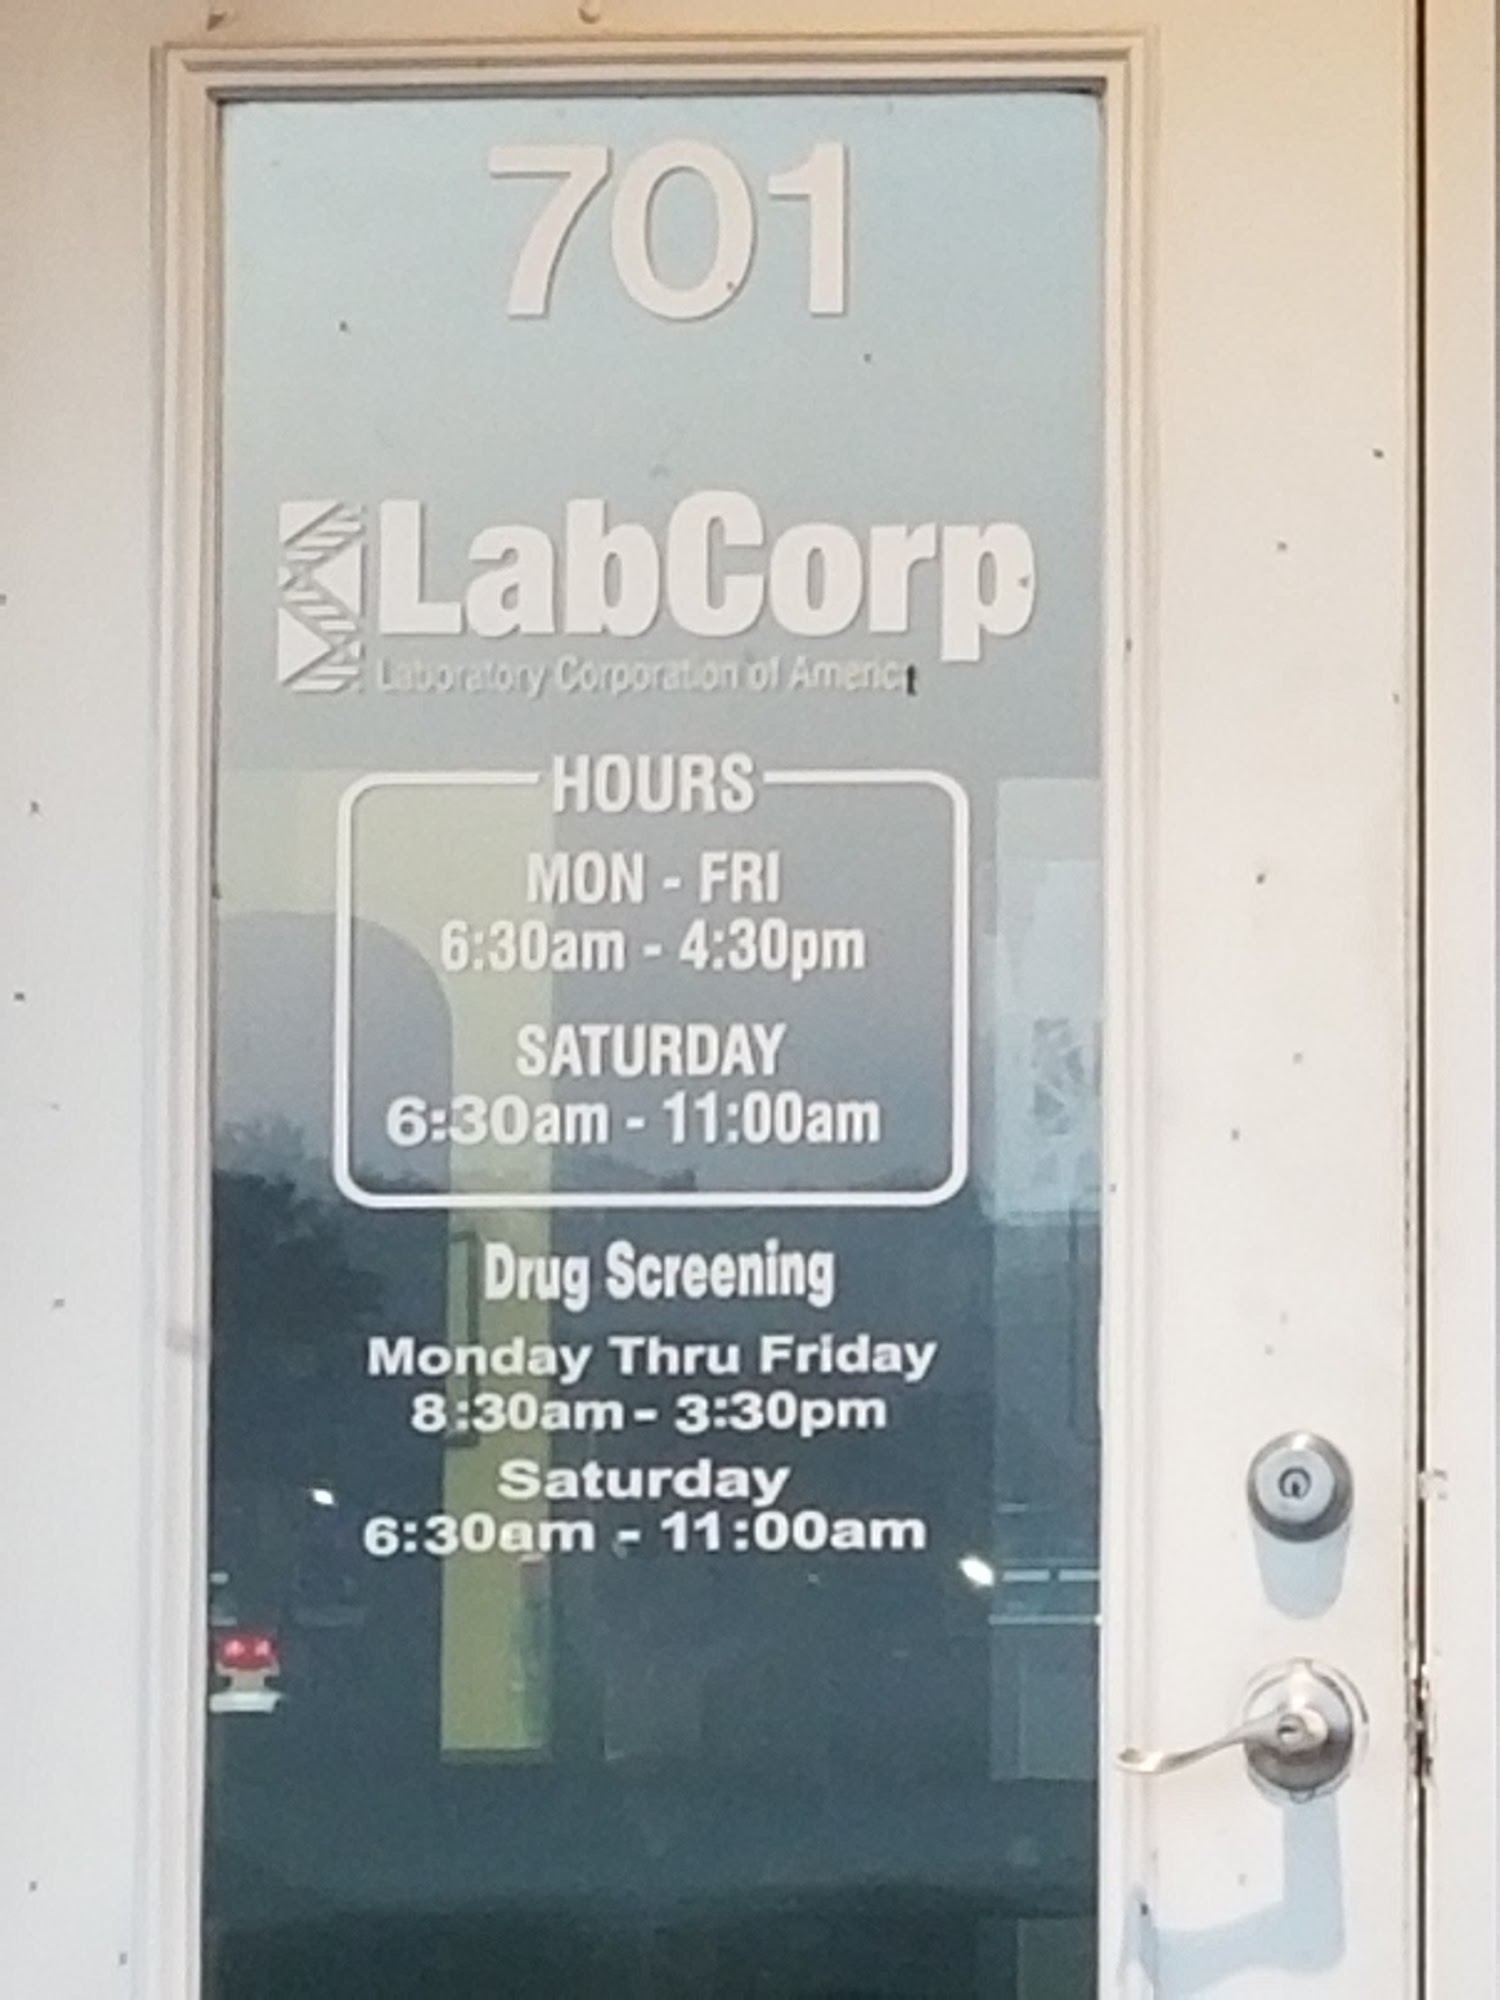 701
LabCorp
Laboratory Corporation of America
HOURS
MON - FRI
6:30am - 4:30pm
SATURDAY
6:30am - 11:00am
Drug Screening
Monday Thru Friday
8:30am - 3:30pm
Saturday
6:30am - 11:00am